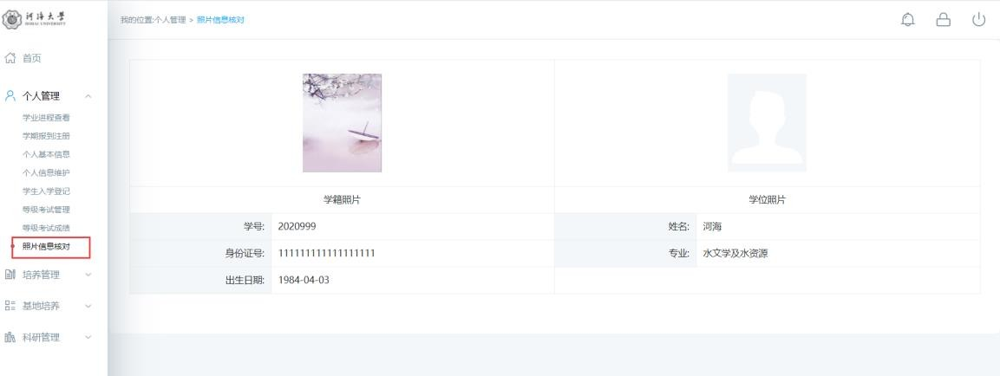 河海大学
HOHAI UNIVERSITY
我的位置:个人管理 > 照片信息核对
首页
个人管理
学业进程查看
学期报到注册
个人基本信息
个人信息维护
学生入学登记
等级考试管理
等级考试成绩
照片信息核对
培养管理
基地培养
科研管理
学籍照片
学位照片
学号: 2020999
姓名: 河海
身份证号: 111111111111111111
专业: 水文学及水资源
出生日期: 1984-04-03